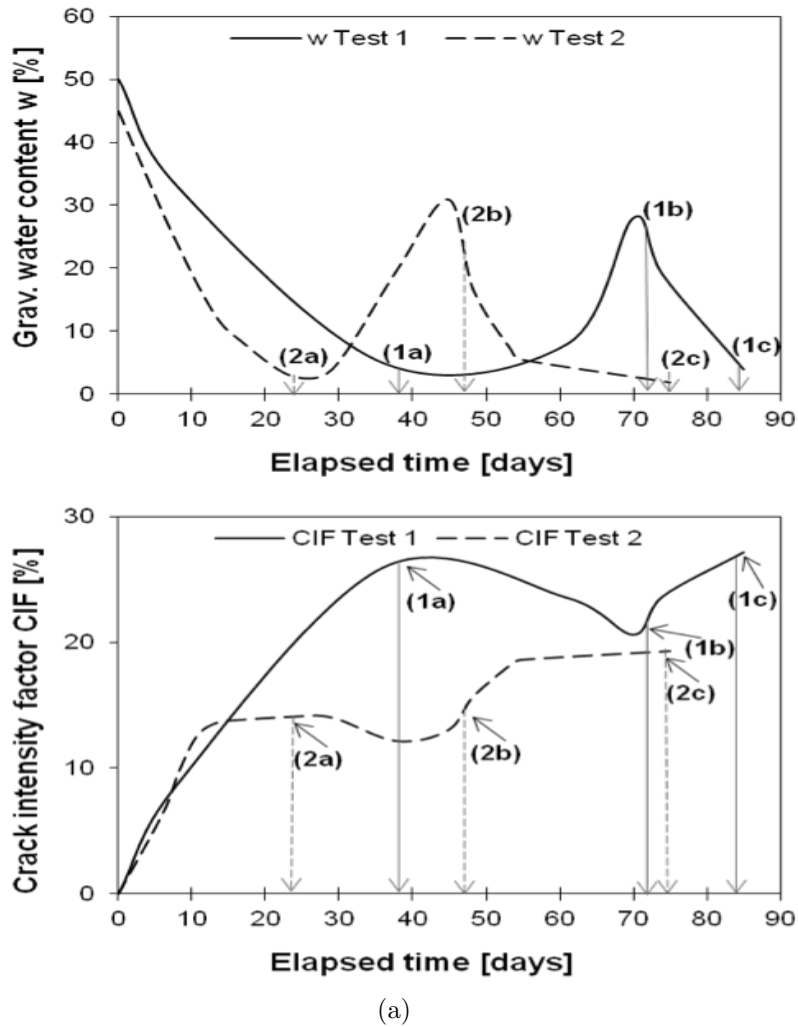 Grav. water content w [%]
60
50
40
30
20
10
0
w Test 1
w Test 2
(2a)
(1a)
(2b)
(1b)
(2c)
(1c)
0 10 20 30 40 50 60 70 80 90
Elapsed time [days]
Crack intensity factor CIF [%]
30
20
10
0
CIF Test 1
CIF Test 2
(1a)
(1c)
(1b)
(2c)
(2a)
(2b)
0 10 20 30 40 50 60 70 80 90
Elapsed time [days]
(a)